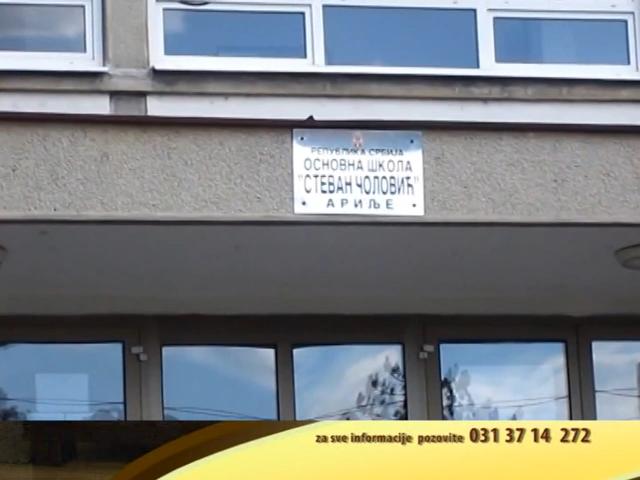 РЕПУБЛИКА СРБИЈА
ОСНОВНА ШКОЛА
"СТЕВАН ЧОЛОВИЋ"
АРИЉЕ
za sve informacije pozovite 031 37 14 272